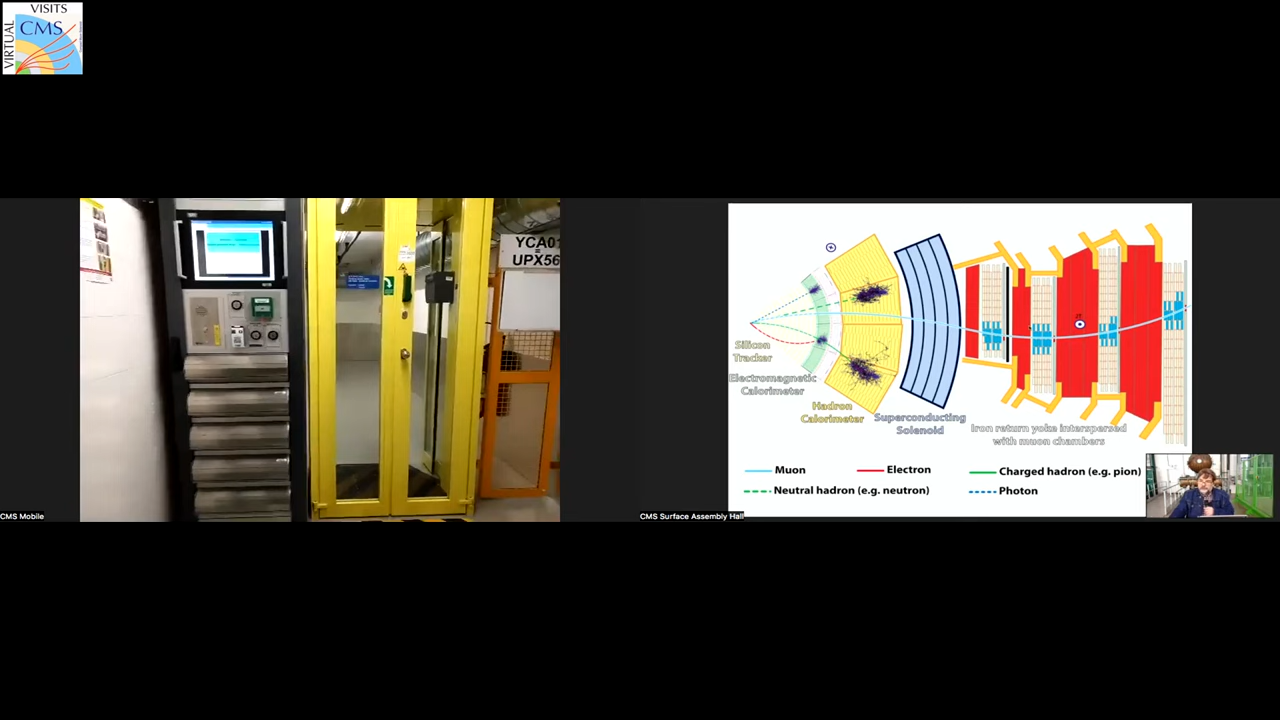 VISITS
CMS
VIRTUAL
YCA01
=
UPX56
Silicon
Tracker
Electromagnetic
Calorimeter
Hadron
Calorimeter
Superconducting
Solenoid
Iron return yoke interspersed
with muon chambers
Muon
Electron
Charged hadron (e.g. pion)
Neutral hadron (e.g. neutron)
Photon
CMS Mobile
CMS Surface Assembly Hall